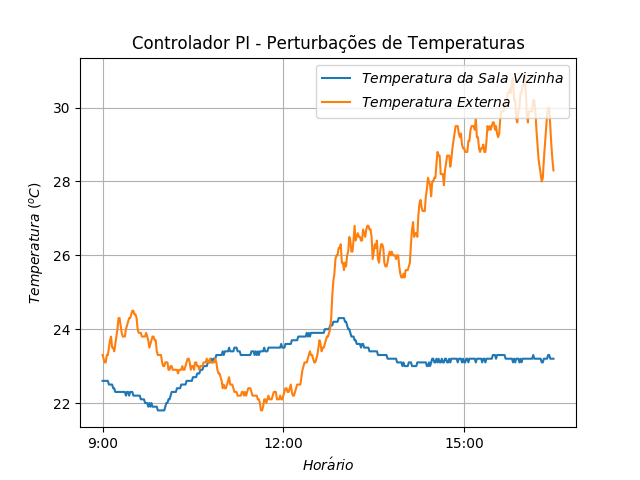 Controlador PI - Perturbações de Temperaturas
Temperatura da Sala Vizinha
Temperatura Externa
Temperatura (°C)
30
28
26
24
22
9:00
12:00
15:00
Horário